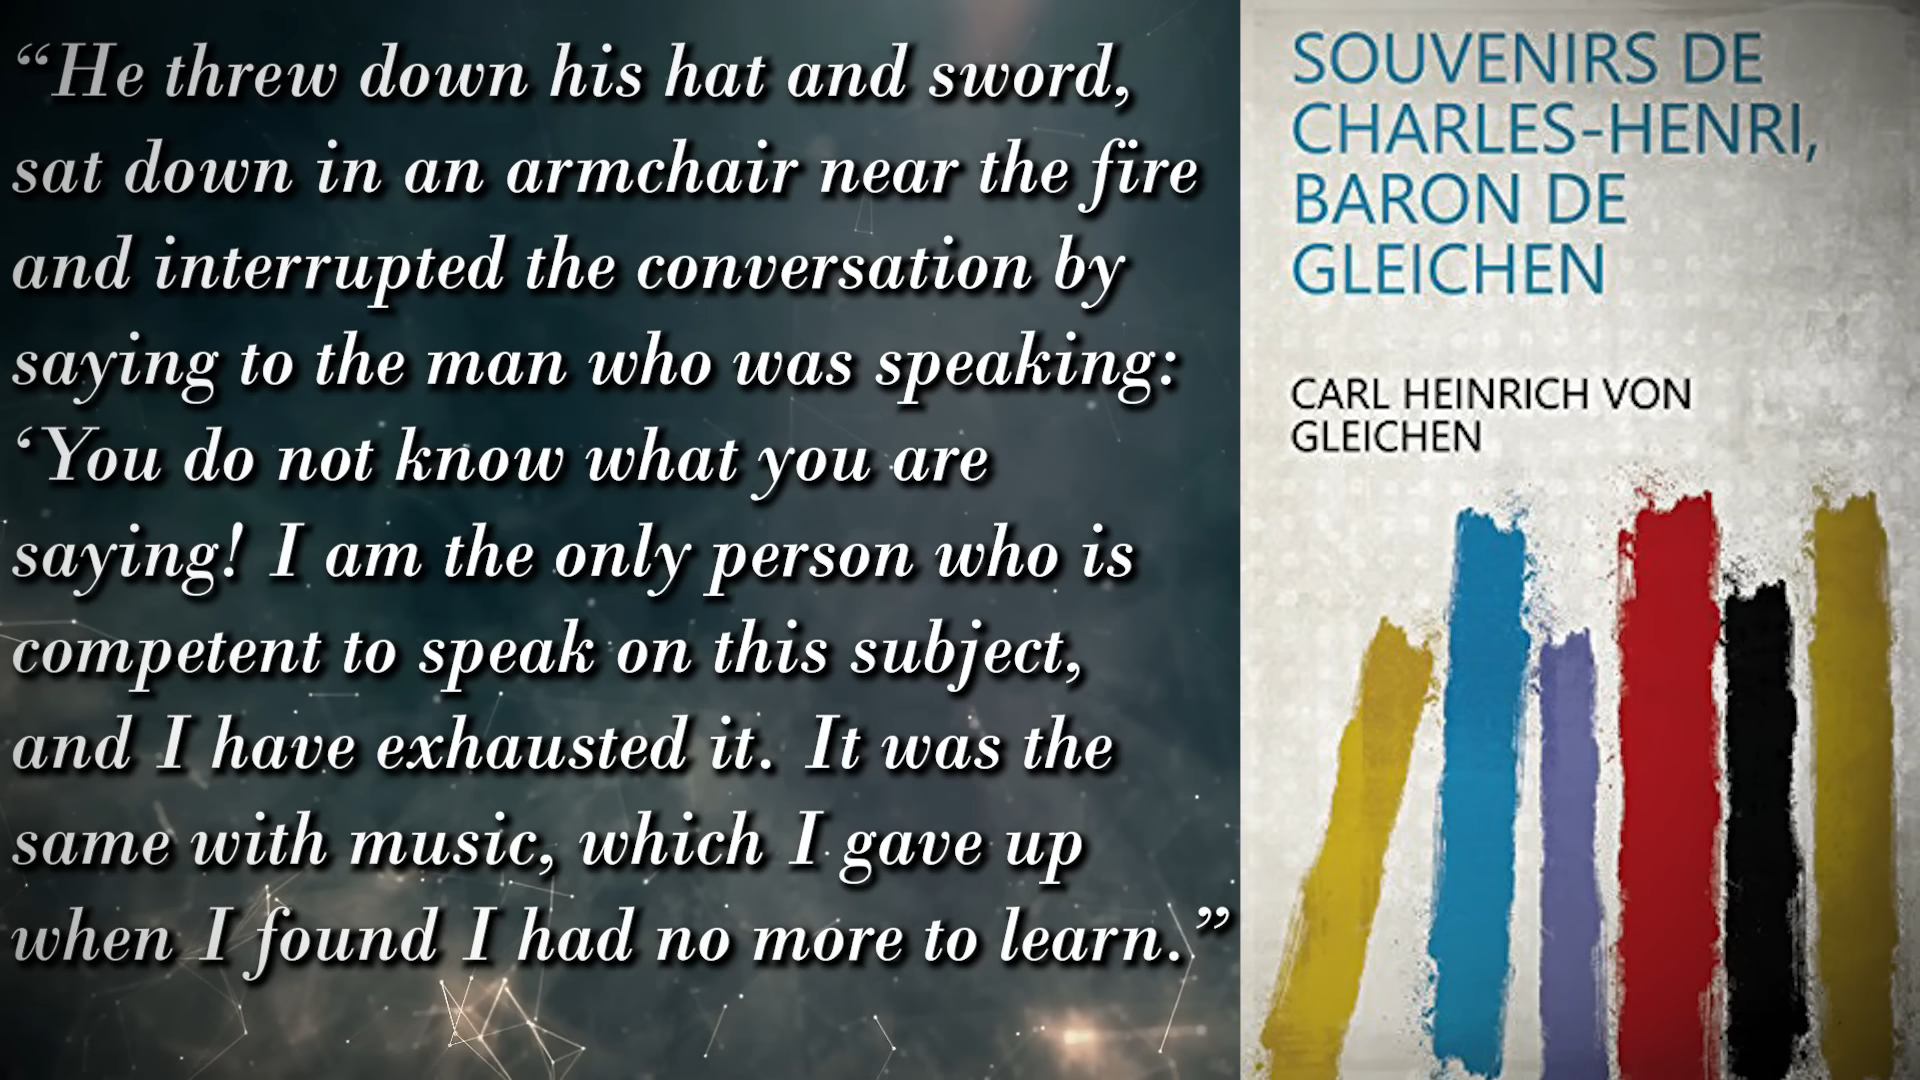 “He threw down his hat and sword,
sat down in an armchair near the fire
and interrupted the conversation by
saying to the man who was speaking:
‘You do not know what you are
saying! I am the only person who is
competent to speak on this subject,
and I have exhausted it. It was the
same with music, which I gave up
when I found I had no more to learn.”
SOUVENIRS DE
CHARLES-HENRI,
BARON DE
GLEICHEN
CARL HEINRICH VON
GLEICHEN